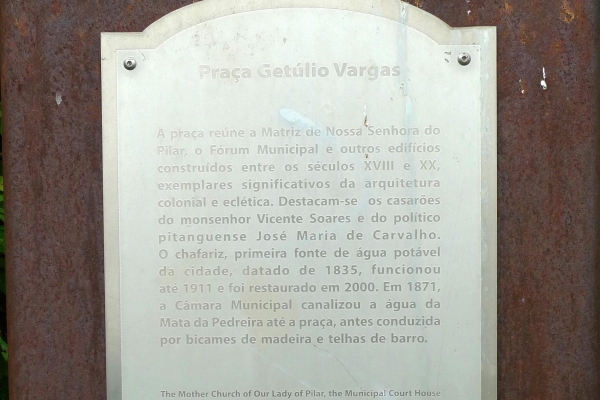 Praça Getúlio Vargas
A praça reúne a Matriz de Nossa Senhora do
Pilar, o Fórum Municipal e outros edifícios
construídos entre os séculos XVIII e XX,
exemplares significativos da arquitetura
colonial e eclética. Destacam-se os casarões
do monsenhor Vicente Soares e do político
pitanguense José Maria de Carvalho.
O chafariz, primeira fonte de água potável
da cidade, datado de 1835, funcionou
até 1911 e foi restaurado em 2000. Em 1871,
a Câmara Municipal canalizou a água da
Mata da Pedreira até a praça, antes conduzida
por bicames de madeira e telhas de barro.
The Mother Church of Our Lady of Pilar, the Municipal Court House